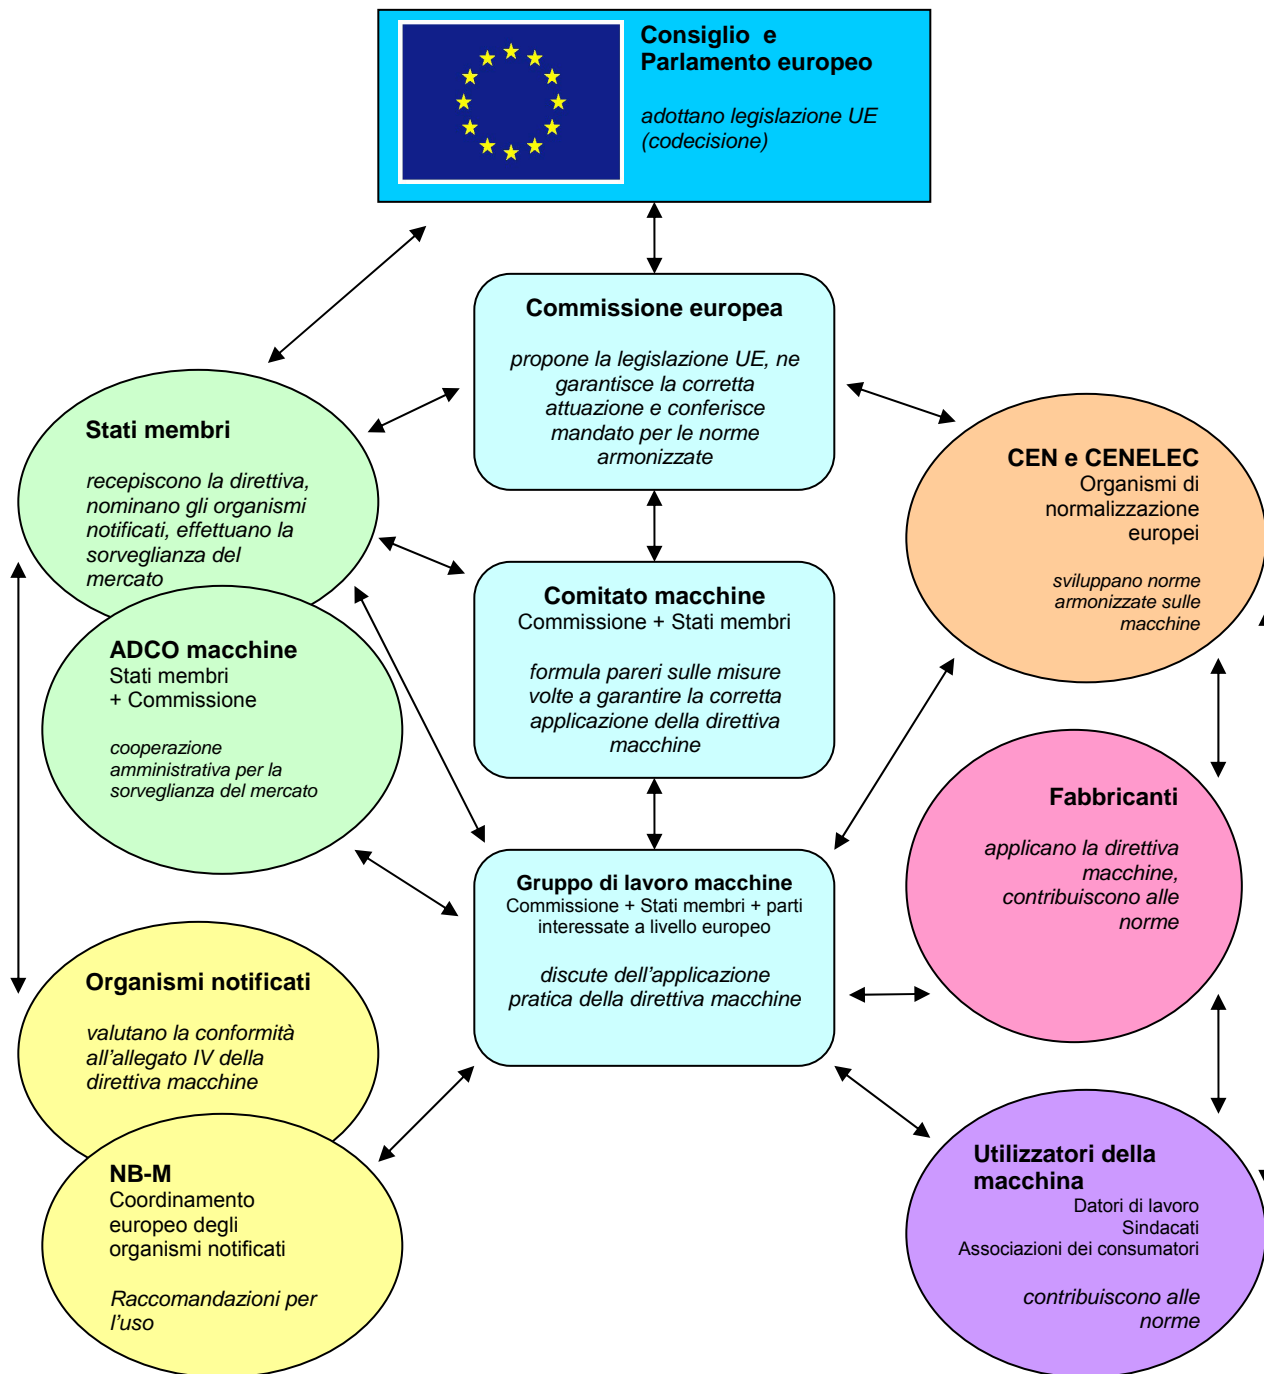 Consiglio e
Parlamento europeo
adottano legislazione UE
(codecisione)
Commissione europea
propone la legislazione UE, ne
garantisce la corretta
attuazione e conferisce
mandato per le norme
armonizzate
Stati membri
recepiscono la direttiva,
nominano gli organismi
notificati, effettuano la
sorveglianza del
mercato
CEN e CENELEC
Organismi di
normalizzazione
europei
sviluppano norme
armonizzate sulle
macchine
Comitato macchine
Commissione + Stati membri
formula pareri sulle misure
volte a garantire la corretta
applicazione della direttiva
macchine
ADCO macchine
Stati membri
+ Commissione
cooperazione
amministrativa per la
sorveglianza del mercato
Fabbricanti
applicano la direttiva
macchine,
contribuiscono alle
norme
Gruppo di lavoro macchine
Commissione + Stati membri + parti
interessate a livello europeo
discute dell'applicazione
pratica della direttiva macchine
Organismi notificati
valutano la conformità
all'allegato IV della
direttiva macchine
NB-M
Coordinamento
europeo degli
organismi notificati
Raccomandazioni per
l'uso
Utilizzatori della
macchina
Datori di lavoro
Sindacati
Associazioni dei consumatori
contribuiscono alle
norme